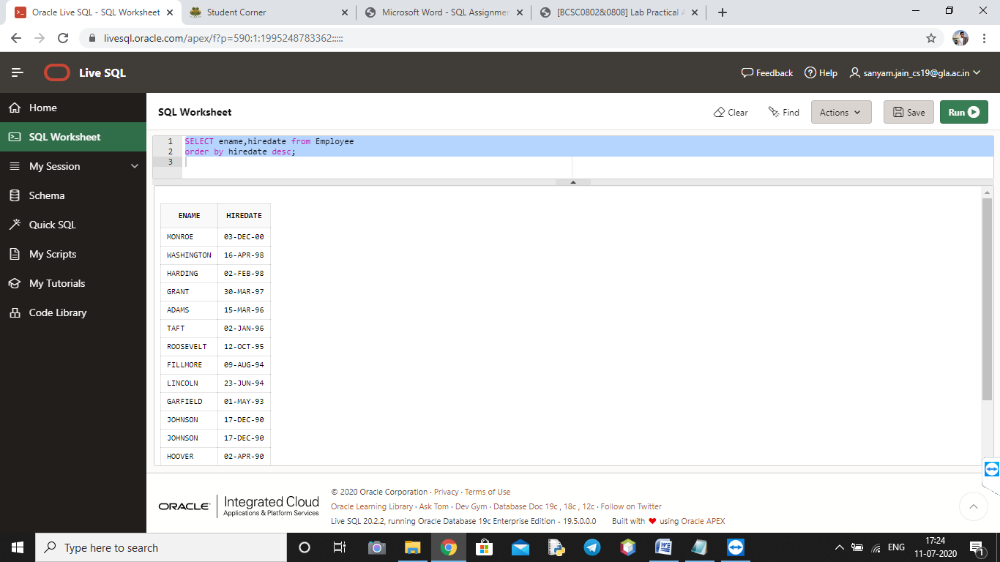 Oracle Live SQL - SQL Worksheet
Student Corner
Microsoft Word - SQL Assignmen
[BCSC0802&0808] Lab Practical A
livesql.oracle.com/apex/f?p=590:1:1995248783362:::::
Live SQL
Feedback
Help
sanyam.jain_cs19@gla.ac.in
Home
SQL Worksheet
My Session
Schema
Quick SQL
My Scripts
My Tutorials
Code Library
SQL Worksheet
Clear
Find
Actions
Save
Run
1 SELECT ename,hiredate from Employee
2 order by hiredate desc;
3
ENAME HIREDATE
MONROE 03-DEC-00
WASHINGTON 16-APR-98
HARDING 02-FEB-98
GRANT 30-MAR-97
ADAMS 15-MAR-96
TAFT 02-JAN-96
ROOSEVELT 12-OCT-95
FILLMORE 09-AUG-94
LINCOLN 23-JUN-94
GARFIELD 01-MAY-93
JOHNSON 17-DEC-90
JOHNSON 17-DEC-90
HOOVER 02-APR-90
ORACLE Integrated Cloud
Applications & Platform Services
© 2020 Oracle Corporation · Privacy · Terms of Use
Oracle Learning Library · Ask Tom · Dev Gym · Database Doc 19c , 18c , 12c · Follow on Twitter
Live SQL 20.2.2, running Oracle Database 19c Enterprise Edition - 19.5.0.0.0 Built with ❤ using Oracle APEX
Type here to search
ENG
17:24
11-07-2020
1